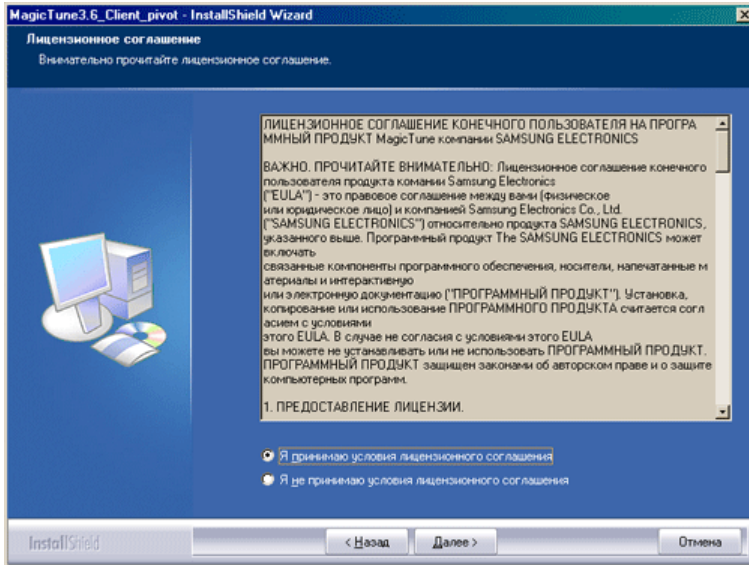 MagicTune3.6_Client_pivot - InstallShield Wizard
Лицензионное соглашение
Внимательно прочитайте лицензионное соглашение.
ЛИЦЕНЗИОННОЕ СОГЛАШЕНИЕ КОНЕЧНОГО ПОЛЬЗОВАТЕЛЯ НА ПРОГРА
ММНЫЙ ПРОДУКТ MagicTune компании SAMSUNG ELECTRONICS
ВАЖНО. ПРОЧИТАЙТЕ ВНИМАТЕЛЬНО: Лицензионное соглашение конечного
пользователя продукта комании Samsung Electronics
("EULA") - это правовое соглашение между вами (физическое
или юридическое лицо) и компанией Samsung Electronics Co., Ltd.
("SAMSUNG ELECTRONICS") относительно продукта SAMSUNG ELECTRONICS,
указанного выше. Программный продукт The SAMSUNG ELECTRONICS может
включать
связанные компоненты программного обеспечения, носители, напечатанные м
атериалы и интерактивную
или электронную документацию ("ПРОГРАММНЫЙ ПРОДУКТ"). Установка,
копирование или использование ПРОГРАММНОГО ПРОДУКТА считается согл
асием с условиями
этого EULA. В случае не согласия с условиями этого EULA
вы можете не устанавливать или не использовать ПРОГРАММНЫЙ ПРОДУКТ.
ПРОГРАММНЫЙ ПРОДУКТ защищен законами об авторском праве и о защите
компьютерных программ.
1. ПРЕДОСТАВЛЕНИЕ ЛИЦЕНЗИИ.
Я принимаю условия лицензионного соглашения
Я не принимаю условия лицензионного соглашения
InstallShield
< Назад
Далее >
Отмена